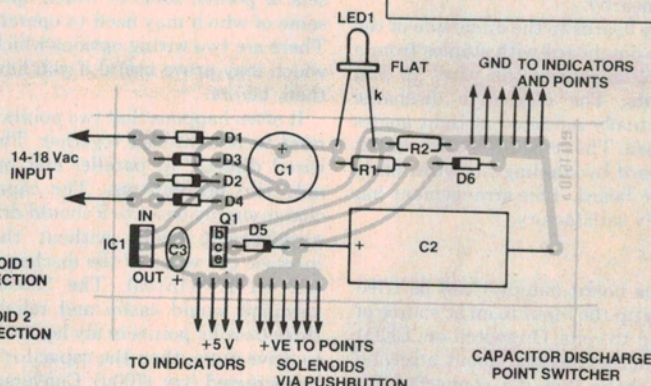 LED1
FLAT
k
GND TO INDICATORS
AND POINTS
14-18 Vac
INPUT
D1
D3
D2
D4
C1
+
R2
R1
D6
IN
Q1
IC1
C3
D5
+
C2
OUT
+
OID 1
ECTION
OID 2
ECTION
+5 V
TO INDICATORS
+VE TO POINTS
SOLENOIDS
VIA PUSHBUTTON
CAPACITOR DISCHARGE
POINT SWITCHER